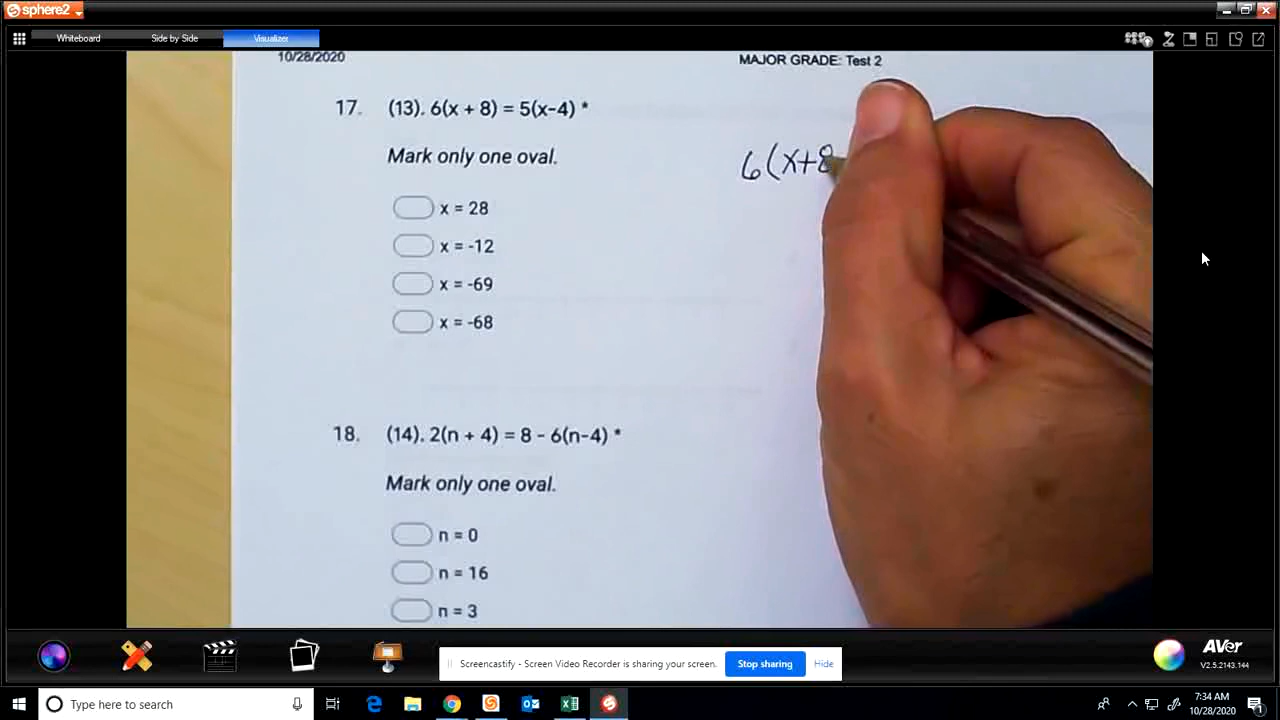 sphere2
Whiteboard
Side by Side
Visualizer
10/28/2020
MAJOR GRADE: Test 2
17. (13). 6(x + 8) = 5(x-4) *
6(x+8
Mark only one oval.
x = 28
x = -12
x = -69
x = -68
18. (14). 2(n + 4) = 8 - 6(n-4) *
Mark only one oval.
n = 0
n = 16
n = 3
Screencastify - Screen Video Recorder is sharing your screen.
Stop sharing
Hide
AVer
V2.5.2143.144
Type here to search
7:34 AM
10/28/2020
1